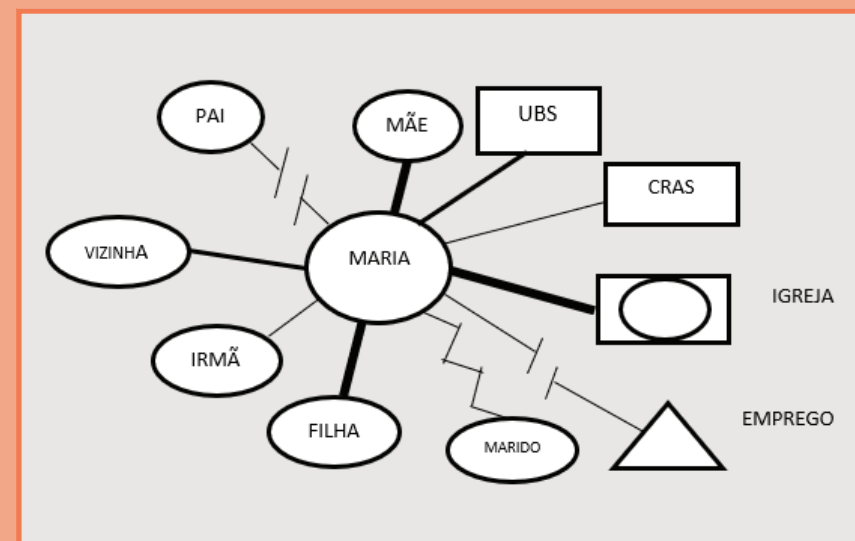 PAI
MÃE
UBS
CRAS
VIZINHA
MARIA
IGREJA
IRMÃ
FILHA
MARIDO
EMPREGO